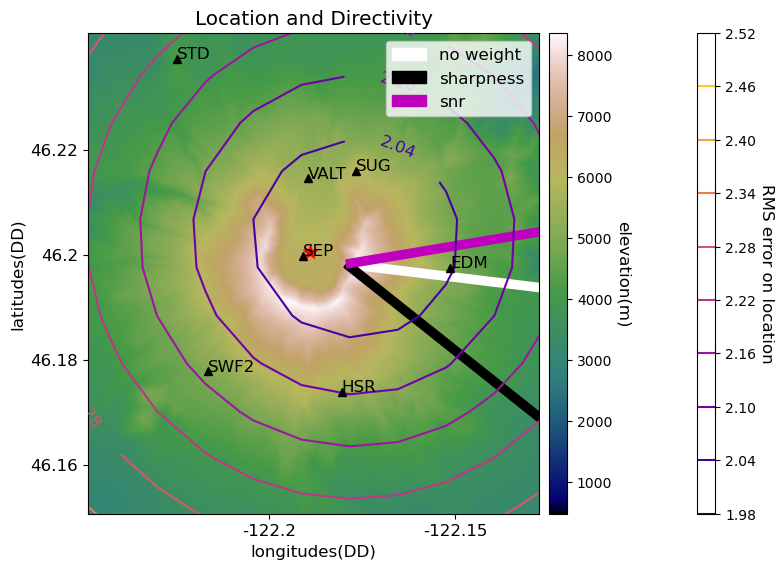 Location and Directivity
no weight
sharpness
snr
STD
VALT
SUG
2.04
SEP
EDM
SWF2
HSR
46.22
46.2
46.18
46.16
latitudes(DD)
-122.2
-122.15
longitudes(DD)
8000
7000
6000
5000
4000
3000
2000
1000
elevation(m)
2.52
2.46
2.40
2.34
2.28
2.22
2.16
2.10
2.04
1.98
RMS error on location